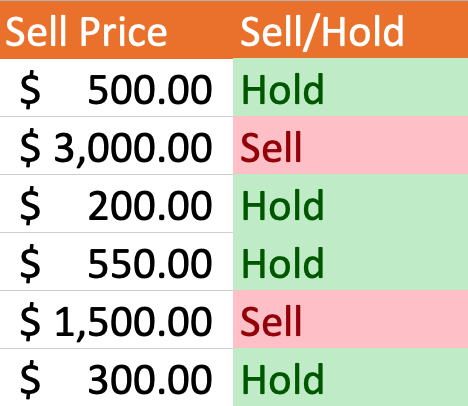 Sell Price Sell/Hold
$ 500.00 Hold
$ 3,000.00 Sell
$ 200.00 Hold
$ 550.00 Hold
$ 1,500.00 Sell
$ 300.00 Hold